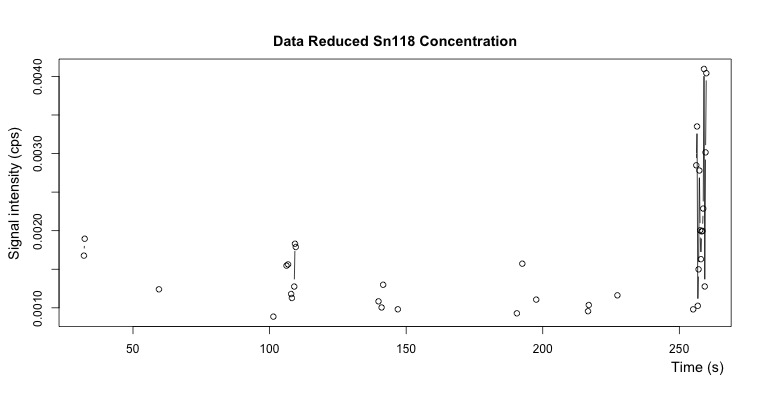 Data Reduced Sn118 Concentration
Signal intensity (cps)
0.0040
0.0030
0.0020
0.0010
50 100 150 200 250
Time (s)